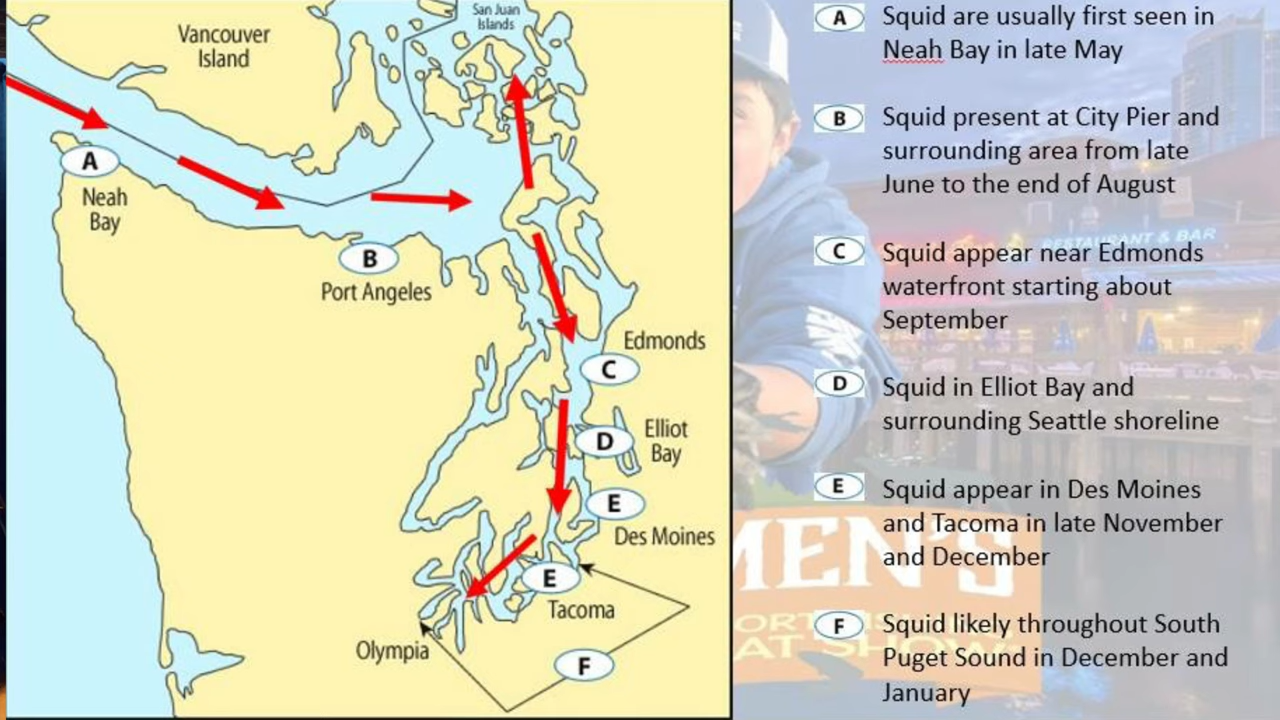 San Juan
Islands
Vancouver
Island
A
Neah
Bay
B
Port Angeles
Edmonds
C
D
Elliot
Bay
E
Des Moines
E
Tacoma
Olympia
F
A
Squid are usually first seen in
Neah Bay in late May
B
Squid present at City Pier and
surrounding area from late
June to the end of August
C
Squid appear near Edmonds
waterfront starting about
September
D
Squid in Elliot Bay and
surrounding Seattle shoreline
E
Squid appear in Des Moines
and Tacoma in late November
and December
F
Squid likely throughout South
Puget Sound in December and
January
RESTAURANT & BAR
MEN'S